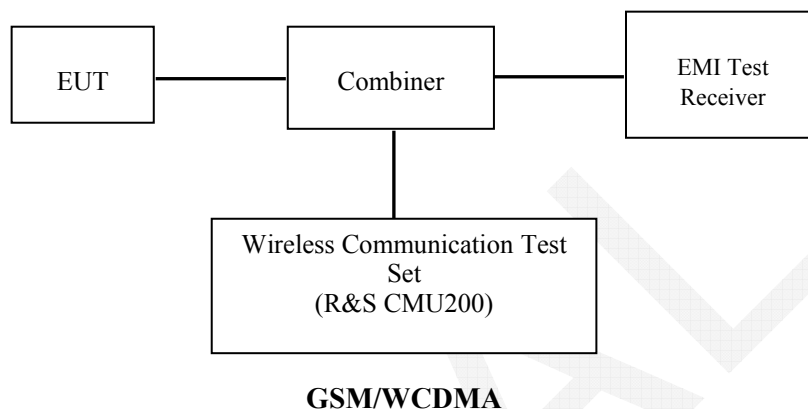 EUT
Combiner
EMI Test
Receiver
Wireless Communication Test
Set
(R&S CMU200)
GSM/WCDMA